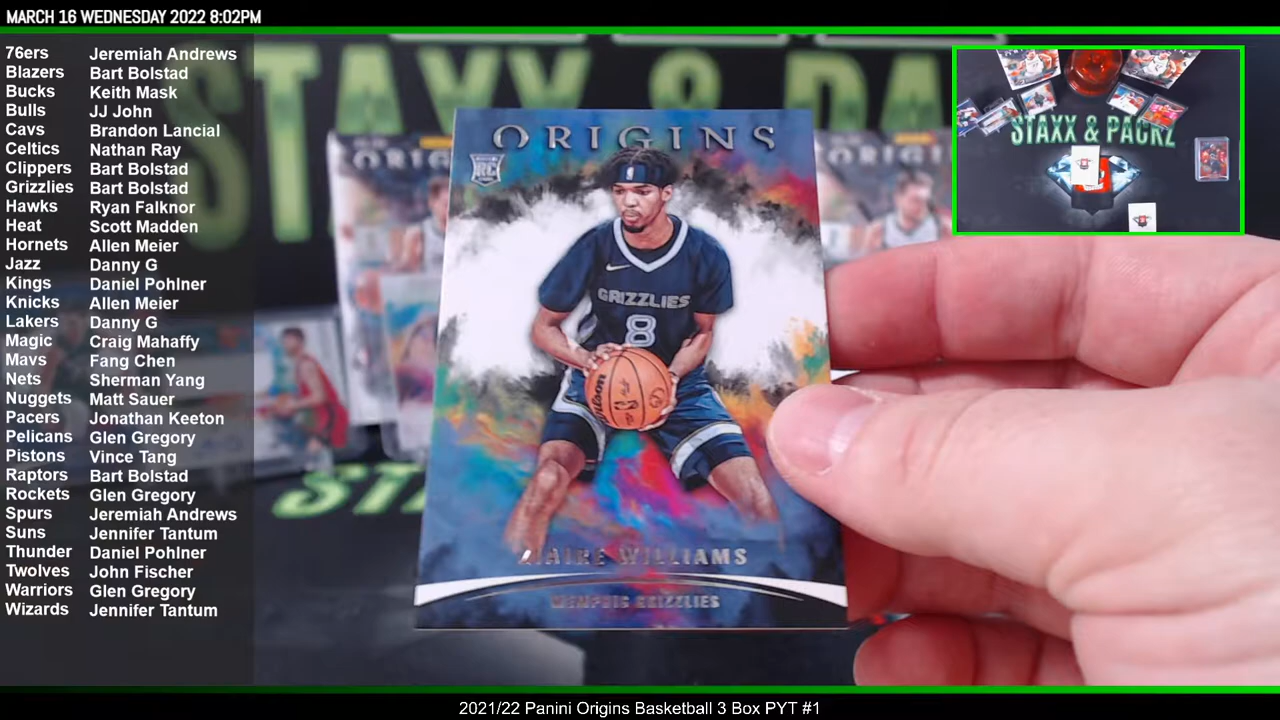 MARCH 16 WEDNESDAY 2022 8:02PM
76ers Jeremiah Andrews
Blazers Bart Bolstad
Bucks Keith Mask
Bulls JJ John
Cavs Brandon Lancial
Celtics Nathan Ray
Clippers Bart Bolstad
Grizzlies Bart Bolstad
Hawks Ryan Falknor
Heat Scott Madden
Hornets Allen Meier
Jazz Danny G
Kings Daniel Pohlner
Knicks Allen Meier
Lakers Danny G
Magic Craig Mahaffy
Mavs Fang Chen
Nets Sherman Yang
Nuggets Matt Sauer
Pacers Jonathan Keeton
Pelicans Glen Gregory
Pistons Vince Tang
Raptors Bart Bolstad
Rockets Glen Gregory
Spurs Jeremiah Andrews
Suns Jennifer Tantum
Thunder Daniel Pohlner
Twolves John Fischer
Warriors Glen Gregory
Wizards Jennifer Tantum
STAXX &
ORIGINS
RC
GRIZZLIES
8
Wilson
ZIAIRE WILLIAMS
MEMPHIS GRIZZLIES
STAXX & PACKZ
2021/22 Panini Origins Basketball 3 Box PYT #1